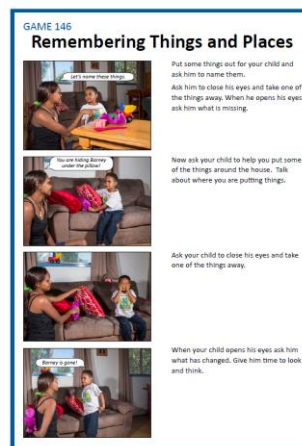 GAME 146
Remembering Things and Places
Let's name these things.
Put some things out for your child and
ask him to name them.
Ask him to close his eyes and take one of
the things away. When he opens his eyes
ask him what is missing.
You are hiding Barney
under the pillow!
Now ask your child to help you put some
of the things around the house. Talk
about where you are putting things.
Ask your child to close his eyes and take
one of the things away.
Barney is gone!
When your child opens his eyes ask him
what has changed. Give him time to look
and think.